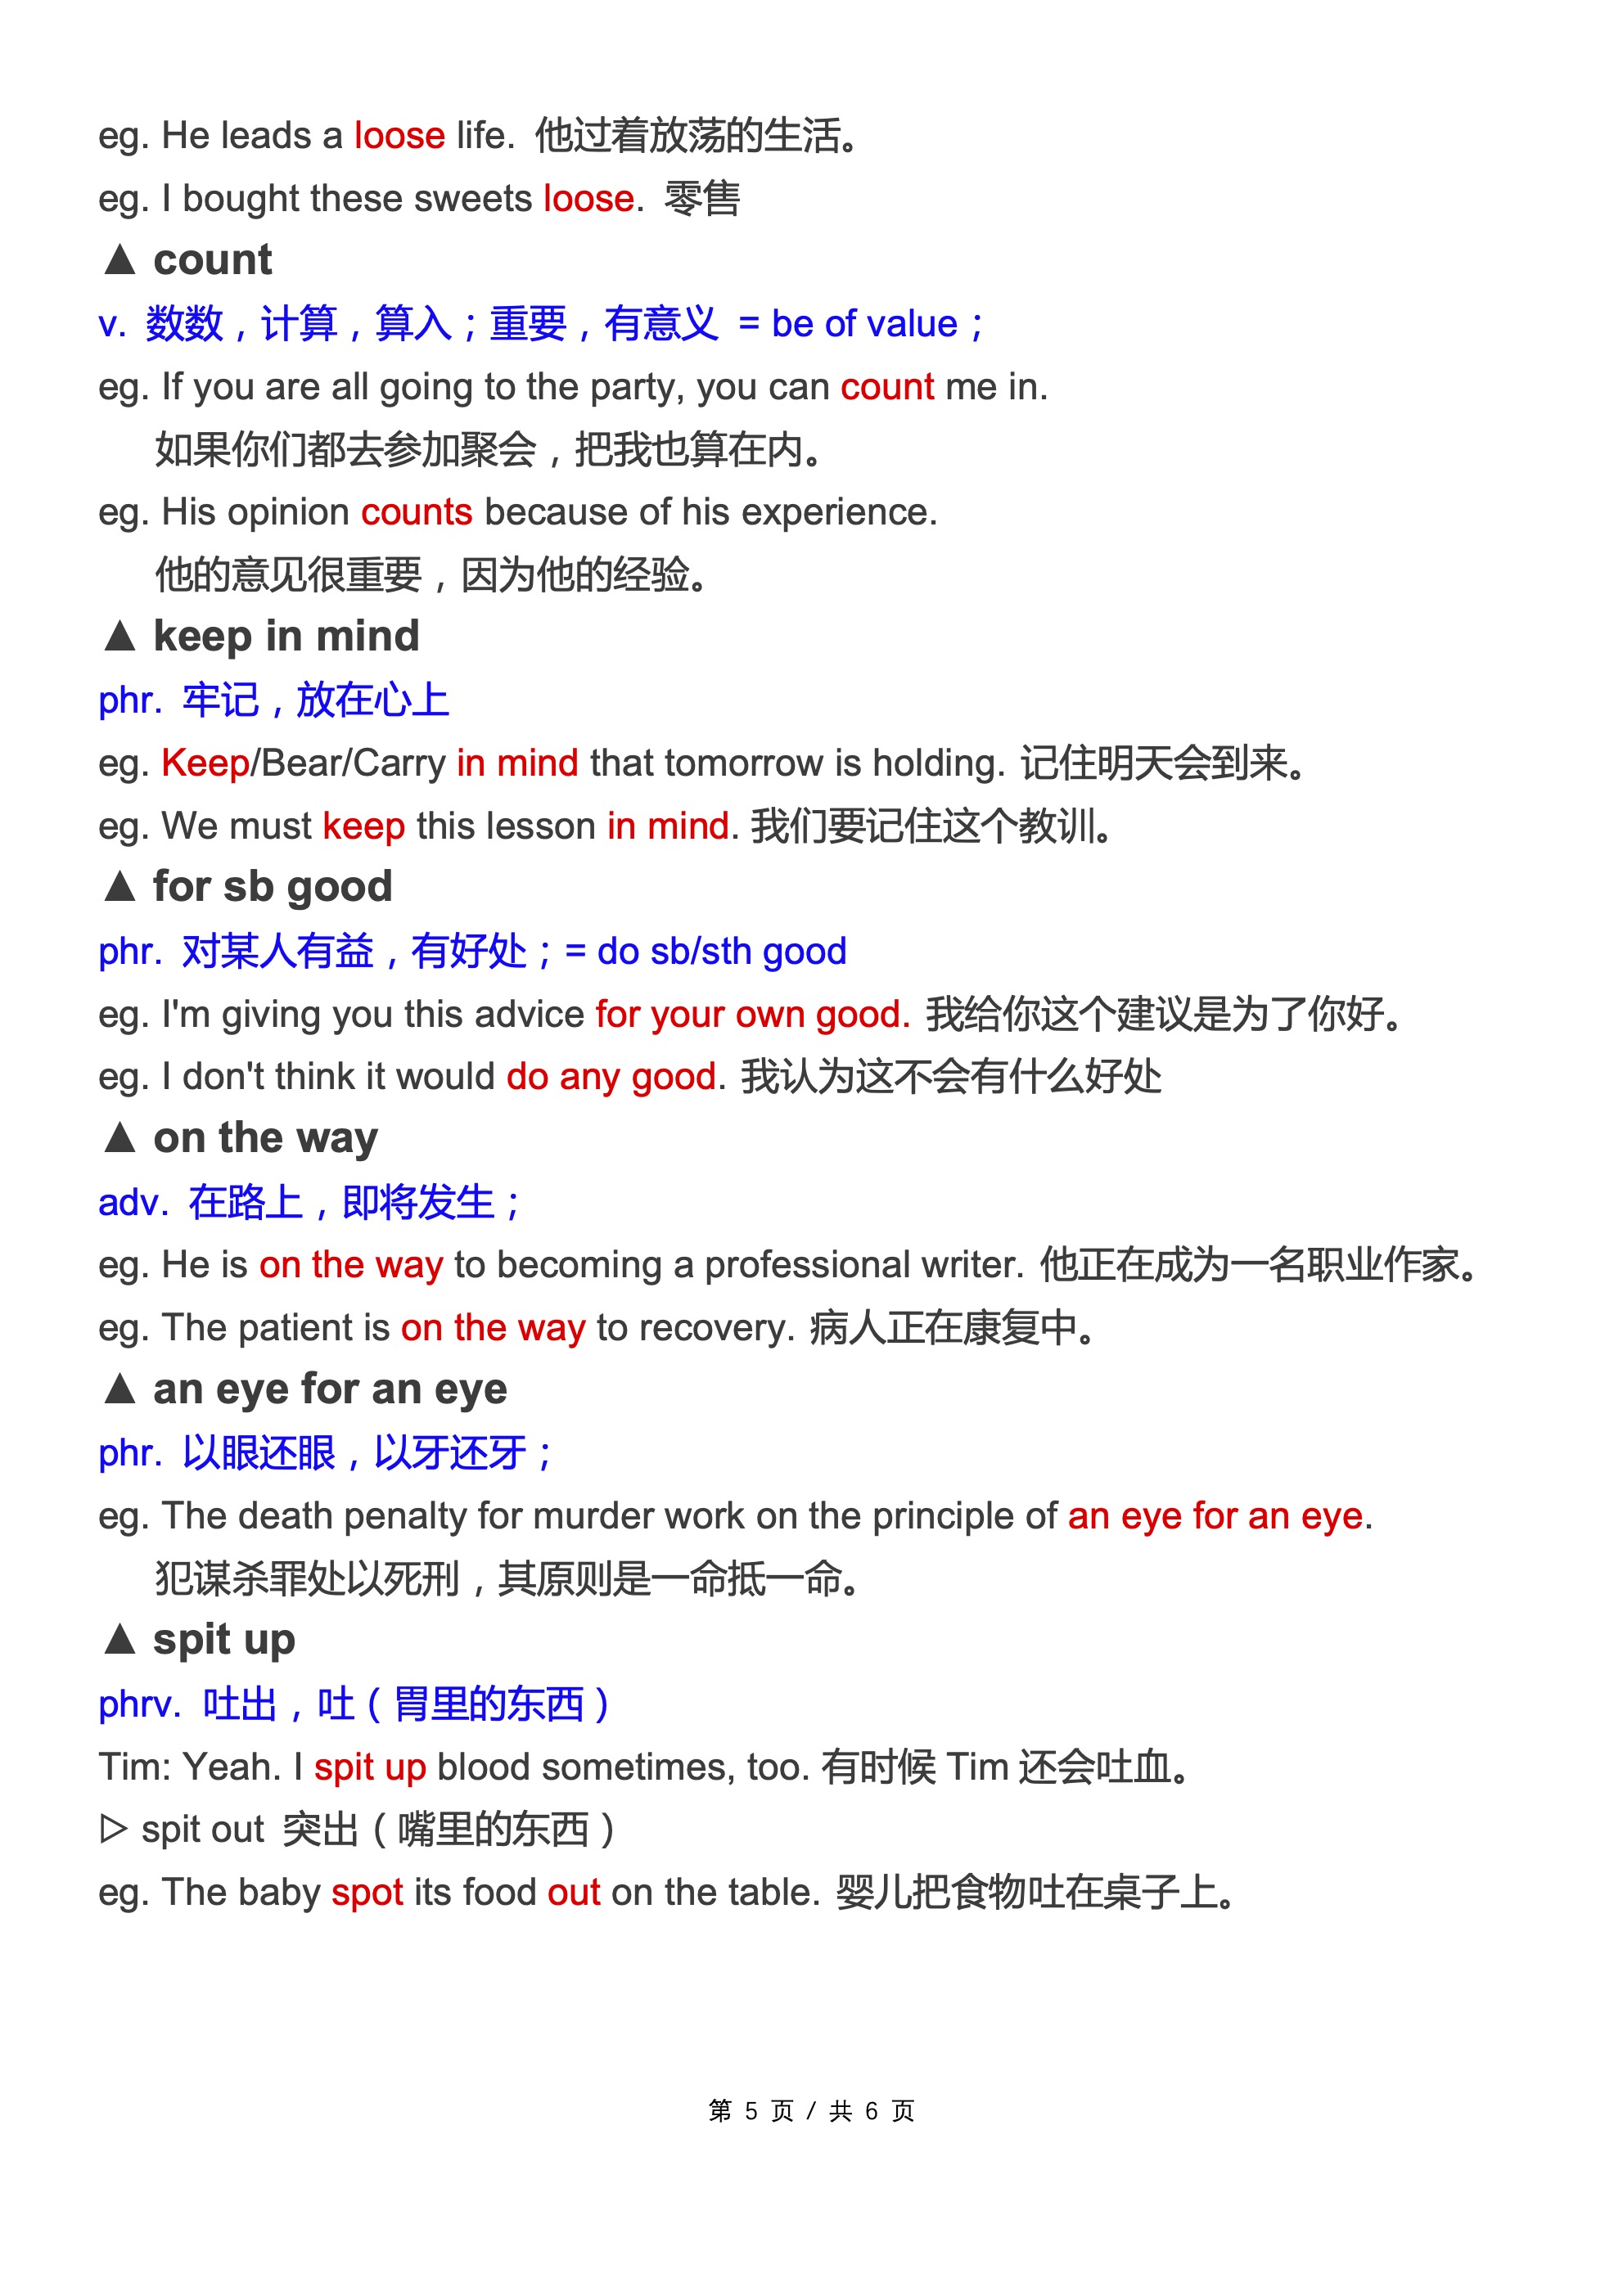 eg. He leads a loose life. 他过着放荡的生活。
eg. I bought these sweets loose. 零售
▲ count
v. 数数，计算，算入；重要，有意义 = be of value；
eg. If you are all going to the party, you can count me in.
如果你们都去参加聚会，把我也算在内。
eg. His opinion counts because of his experience.
他的意见很重要，因为他的经验。
▲ keep in mind
phr. 牢记，放在心上
eg. Keep/Bear/Carry in mind that tomorrow is holding. 记住明天会到来。
eg. We must keep this lesson in mind. 我们要记住这个教训。
▲ for sb good
phr. 对某人有益，有好处；= do sb/sth good
eg. I'm giving you this advice for your own good. 我给你这个建议是为了你好。
eg. I don't think it would do any good. 我认为这不会有什么好处
▲ on the way
adv. 在路上，即将发生；
eg. He is on the way to becoming a professional writer. 他正在成为一名职业作家。
eg. The patient is on the way to recovery. 病人正在康复中。
▲ an eye for an eye
phr. 以眼还眼，以牙还牙；
eg. The death penalty for murder work on the principle of an eye for an eye.
犯谋杀罪处以死刑，其原则是一命抵一命。
▲ spit up
phrv. 吐出，吐（胃里的东西）
Tim: Yeah. I spit up blood sometimes, too. 有时候 Tim 还会吐血。
▷ spit out 突出（嘴里的东西）
eg. The baby spot its food out on the table. 婴儿把食物吐在桌子上。
第 5 页 / 共 6 页